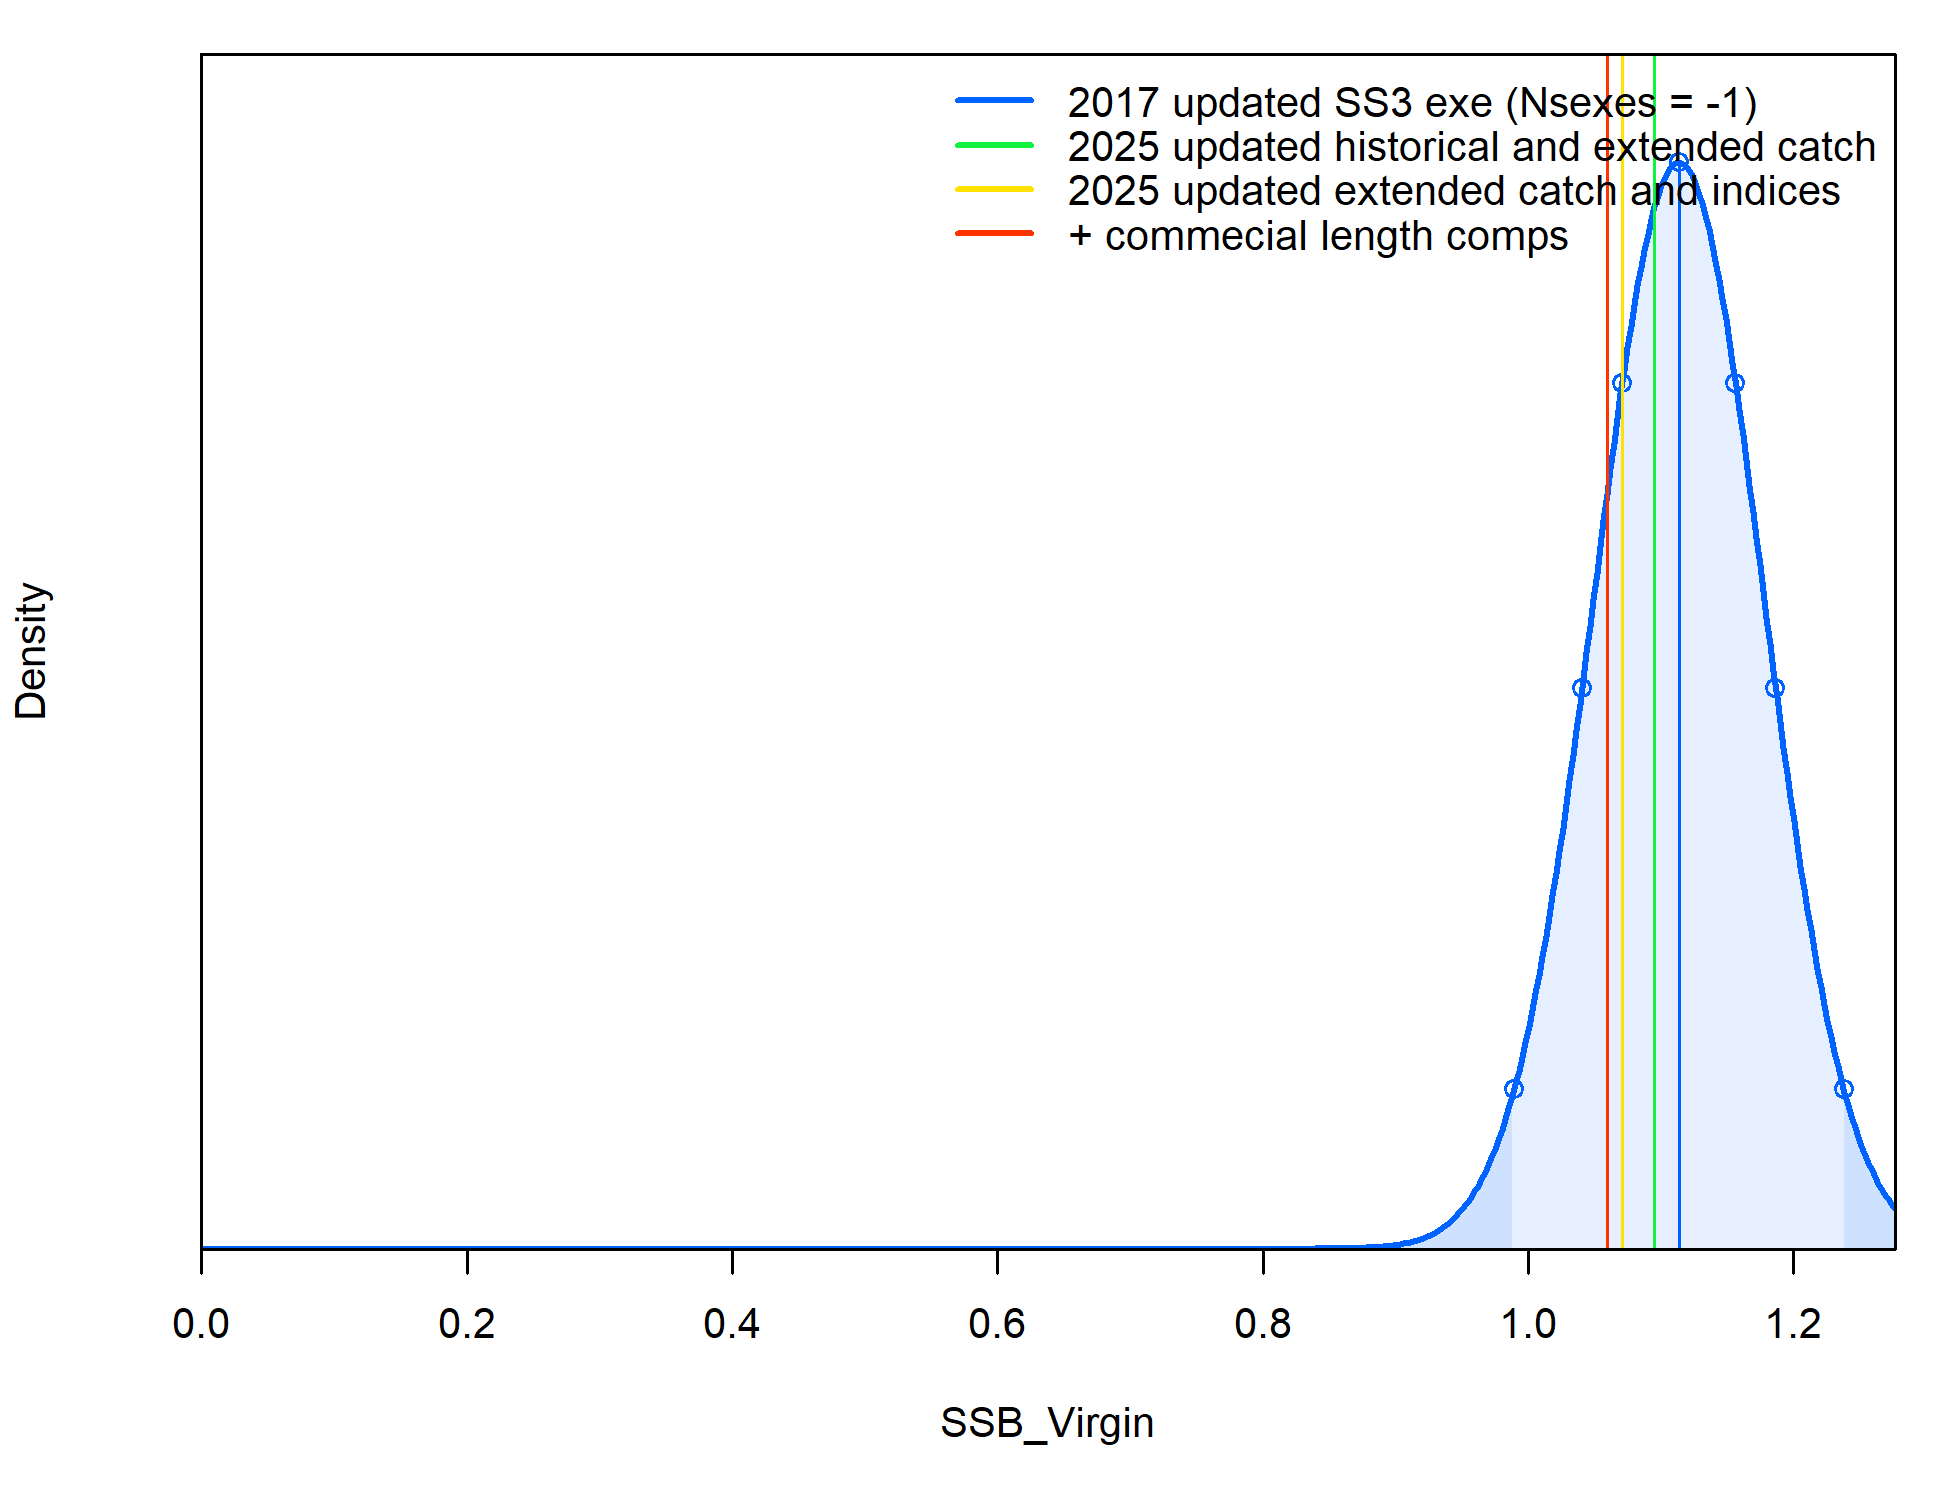 2017 updated SS3 exe (Nsexes = -1)
2025 updated historical and extended catch
2025 updated extended catch and indices
+ commecial length comps
Density
0.0 0.2 0.4 0.6 0.8 1.0 1.2
SSB_Virgin